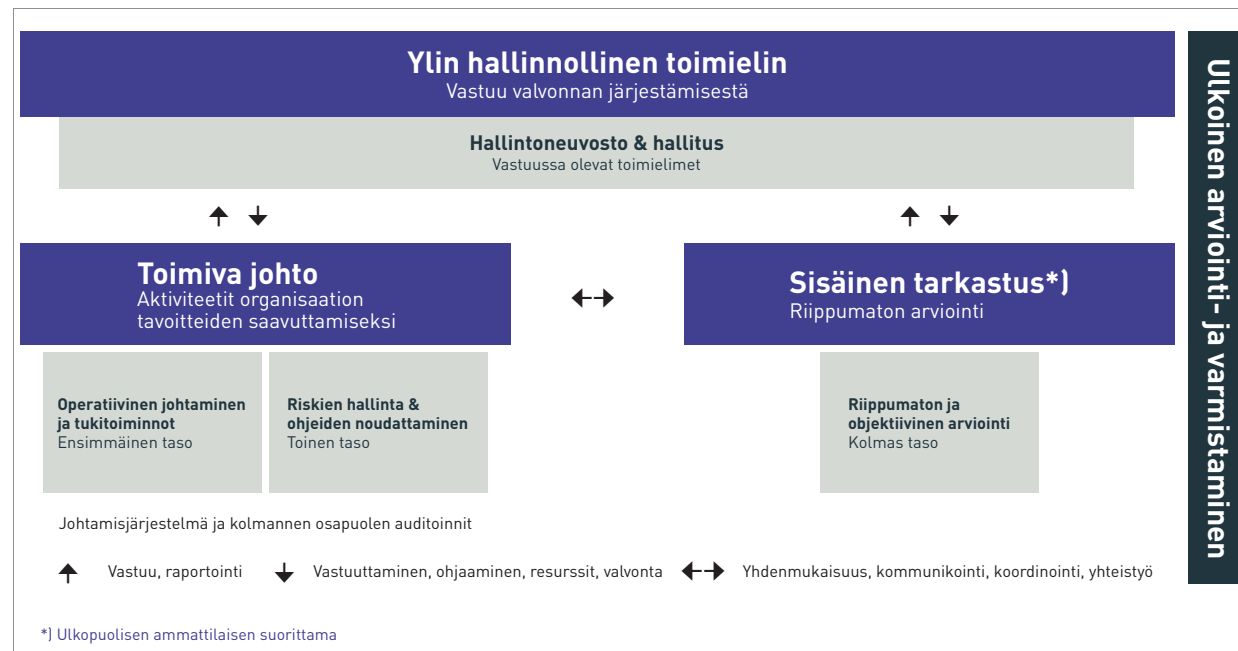 Ylin hallinnollinen toimielin
Vastuu valvonnan järjestämisestä
Hallintoneuvosto & hallitus
Vastuussa olevat toimielimet
Toimiva johto
Aktiviteetit organisaation
tavoitteiden saavuttamiseksi
Sisäinen tarkastus*)
Riippumaton arviointi
Operatiivinen johtaminen
ja tukitoiminnot
Ensimmäinen taso
Riskien hallinta &
ohjeiden noudattaminen
Toinen taso
Riippumaton ja
objektiivinen arviointi
Kolmas taso
Johtamisjärjestelmä ja kolmannen osapuolen auditoinnit
Vastuu, raportointi
Vastuuttaminen, ohjaaminen, resurssit, valvonta
Yhdenmukaisuus, kommunikointi, koordinointi, yhteistyö
*) Ulkopuolisen ammattilaisen suorittama
Ulkoinen arviointi- ja varmistaminen